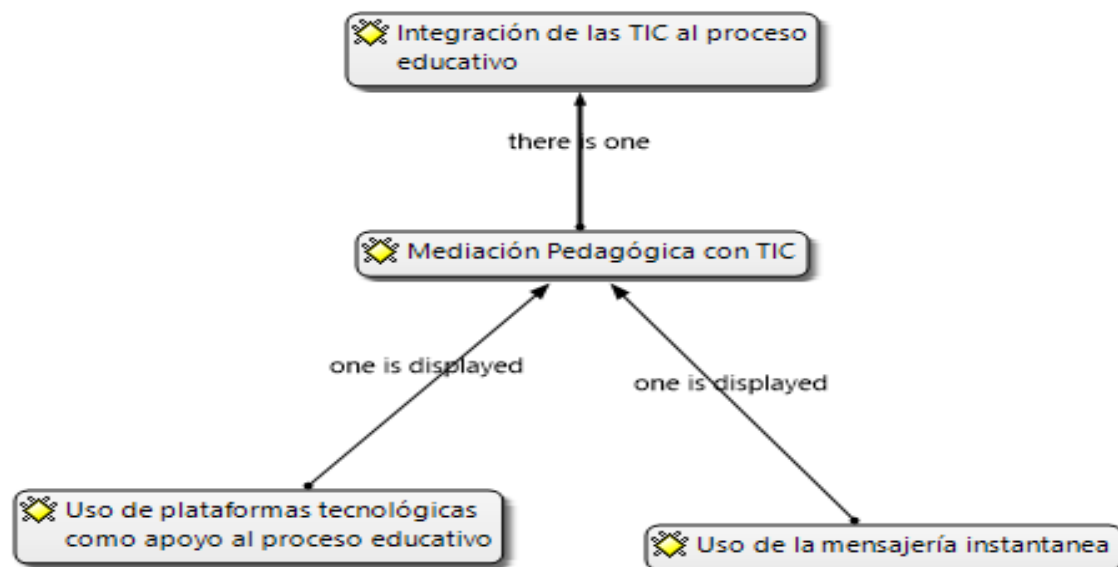 Integración de las TIC al proceso
educativo
there is one
Mediación Pedagógica con TIC
one is displayed
one is displayed
Uso de plataformas tecnológicas
como apoyo al proceso educativo
Uso de la mensajería instantanea